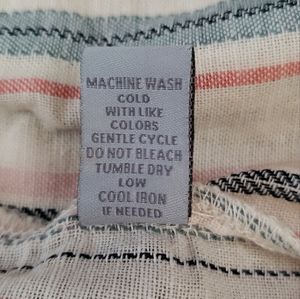 MACHINE WASH
COLD
WITH LIKE
COLORS
GENTLE CYCLE
DO NOT BLEACH
TUMBLE DRY
LOW
COOL IRON
IF NEEDED